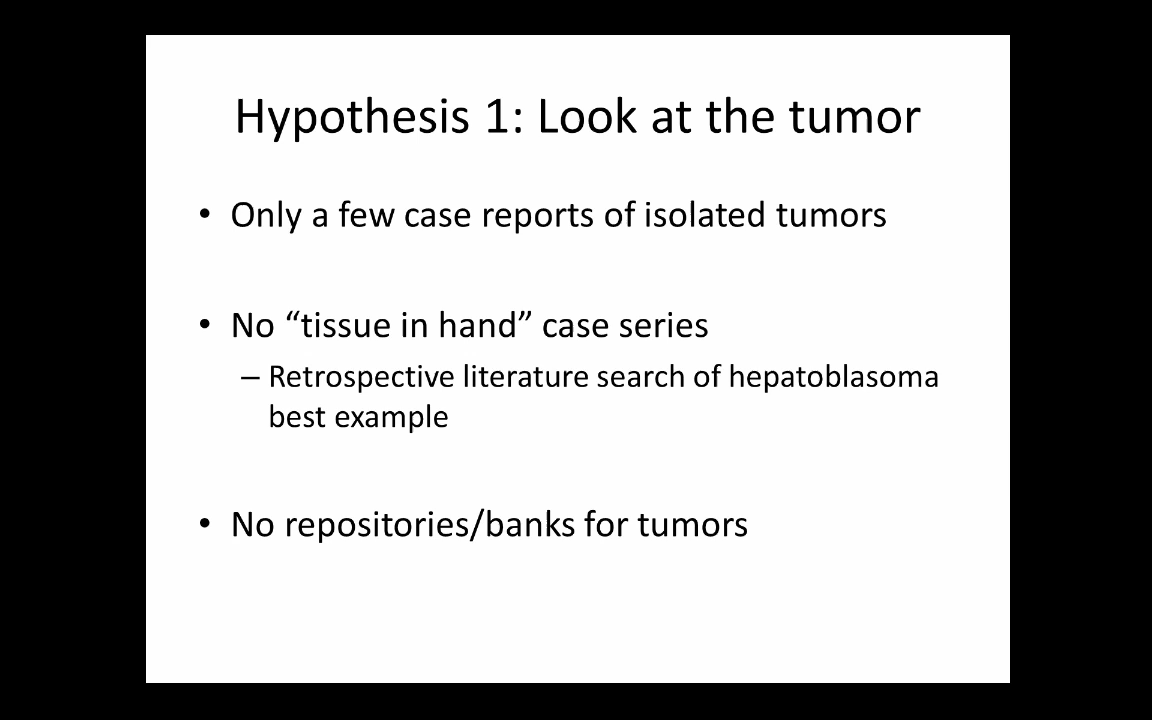 Hypothesis 1: Look at the tumor
• Only a few case reports of isolated tumors
• No “tissue in hand” case series
– Retrospective literature search of hepatoblasoma
best example
• No repositories/banks for tumors